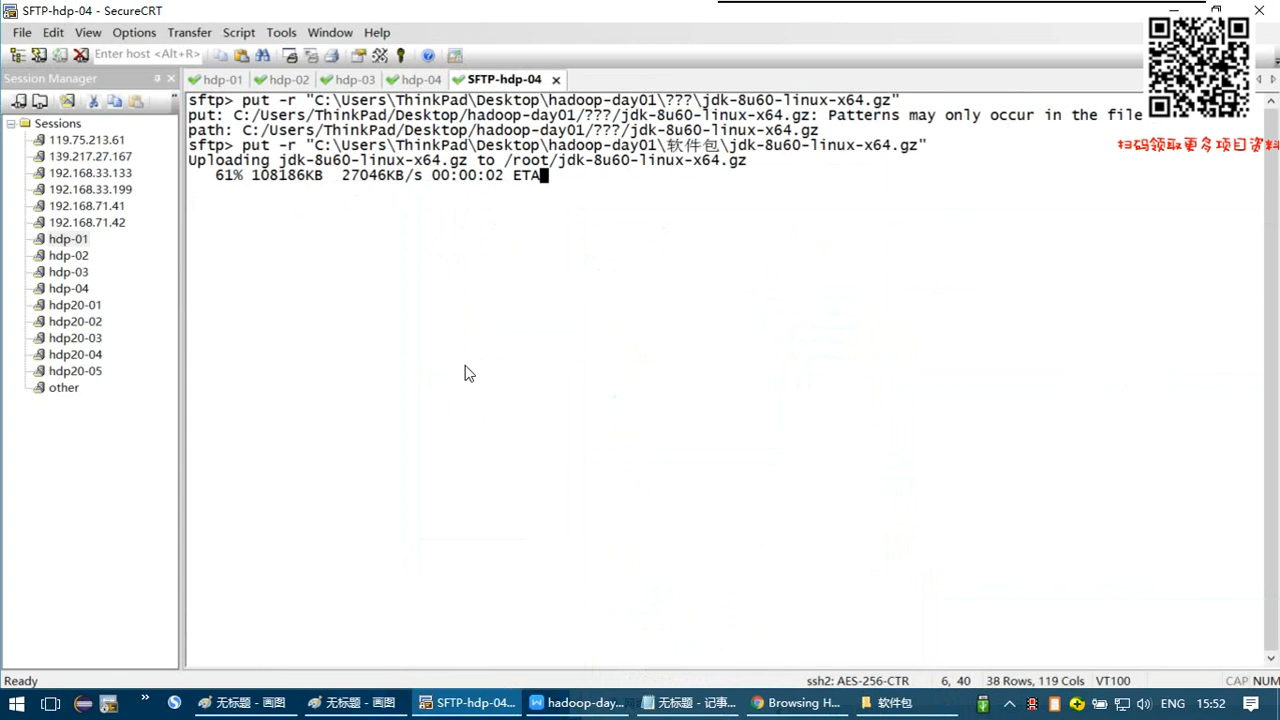 SFTP-hdp-04 - SecureCRT
File Edit View Options Transfer Script Tools Window Help
Enter host <Alt+R>
Session Manager
hdp-01 hdp-02 hdp-03 hdp-04 SFTP-hdp-04
Sessions
119.75.213.61
139.217.27.167
192.168.33.133
192.168.33.199
192.168.71.41
192.168.71.42
hdp-01
hdp-02
hdp-03
hdp-04
hdp20-01
hdp20-02
hdp20-03
hdp20-04
hdp20-05
other
sftp> put -r "C:\Users\ThinkPad\Desktop\hadoop-day01\???\jdk-8u60-linux-x64.gz"
put: C:/Users/ThinkPad/Desktop/hadoop-day01/???/jdk-8u60-linux-x64.gz: Patterns may only occur in the file
path: C:/Users/ThinkPad/Desktop/hadoop-day01/???/jdk-8u60-linux-x64.gz
sftp> put -r "C:\Users\ThinkPad\Desktop\hadoop-day01\软件包\jdk-8u60-linux-x64.gz"
Uploading jdk-8u60-linux-x64.gz to /root/jdk-8u60-linux-x64.gz
61% 108186KB 27046KB/s 00:00:02 ETA
扫码领取更多项目资料
Ready
ssh2: AES-256-CTR 6, 40 38 Rows, 119 Cols VT100 CAP NUM
无标题 - 画图 无标题 - 画图 SFTP-hdp-04... hadoop-day... 无标题 - 记事... Browsing H... 软件包 ENG 15:52